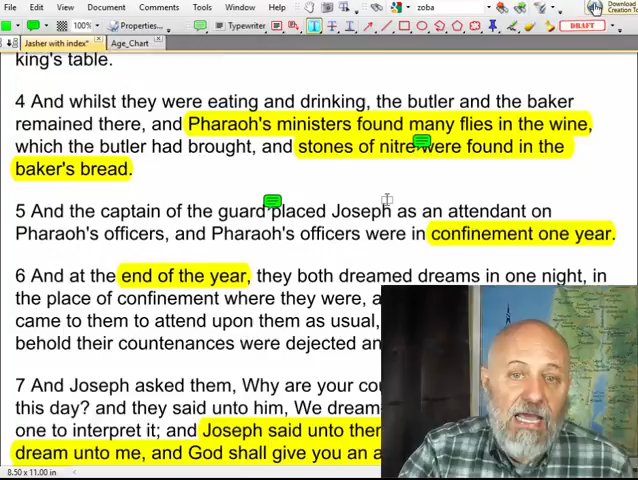 File Edit View Document Comments Tools Window Help zoba
Download
100% Properties... Typewriter DRAFT
Jasher with index* Age_Chart
king's table.
4 And whilst they were eating and drinking, the butler and the baker
remained there, and Pharaoh's ministers found many flies in the wine,
which the butler had brought, and stones of nitre were found in the
baker's bread.
5 And the captain of the guard placed Joseph as an attendant on
Pharaoh's officers, and Pharaoh's officers were in confinement one year.
6 And at the end of the year, they both dreamed dreams in one night, in
the place of confinement where they were, a
came to them to attend upon them as usual,
behold their countenances were dejected an
7 And Joseph asked them, Why are your cou
this day? and they said unto him, We dream
one to interpret it; and Joseph said unto the
dream unto me, and God shall give you an a
8.50 x 11.00 in